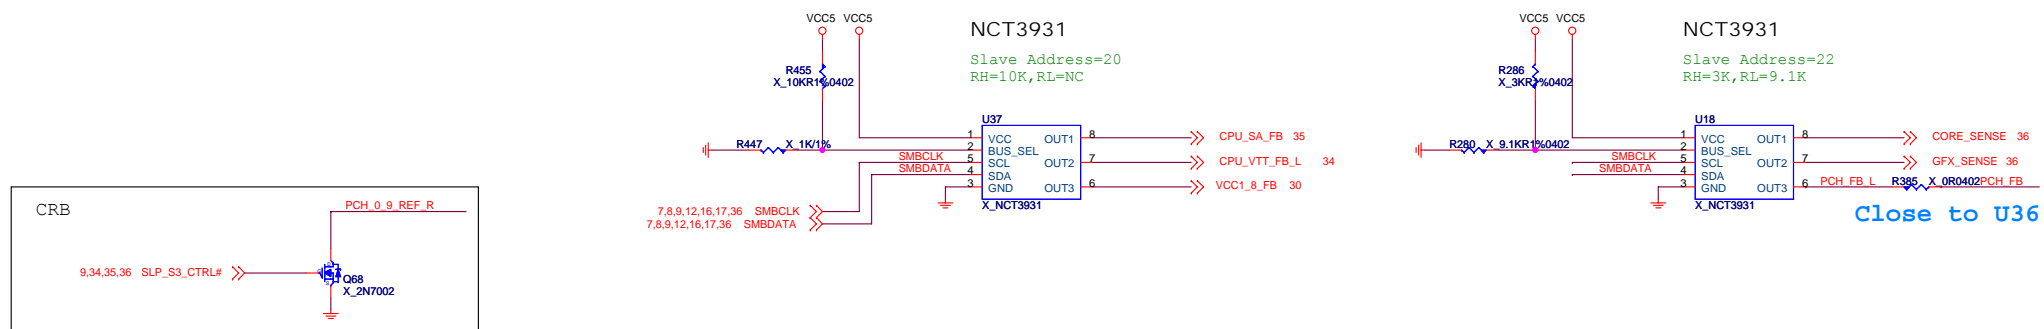 CRB
PCH_0_9_REF_R
9,34,35,36 SLP_S3_CTRL#
Q68
X_2N7002
VCC5 VCC5
NCT3931
Slave Address=20
RH=10K,RL=NC
R455
X_10KR1%0402
R447 X_1K/1%
U37
1 VCC OUT1 8
2 BUS_SEL
5 SCL OUT2 7
4 SDA
3 GND OUT3 6
X_NCT3931
SMBCLK
SMBDATA
7,8,9,12,16,17,36 SMBCLK
7,8,9,12,16,17,36 SMBDATA
CPU_SA_FB 35
CPU_VTT_FB_L 34
VCC1_8_FB 30
VCC5 VCC5
NCT3931
Slave Address=22
RH=3K,RL=9.1K
R286
X_3KR1%0402
R280 X_9.1KR1%0402
U18
1 VCC OUT1 8
2 BUS_SEL
5 SCL OUT2 7
4 SDA
3 GND OUT3 6
X_NCT3931
SMBCLK
SMBDATA
CORE_SENSE 36
GFX_SENSE 36
PCH_FB_L R385 X_0R0402 PCH_FB
Close to U36